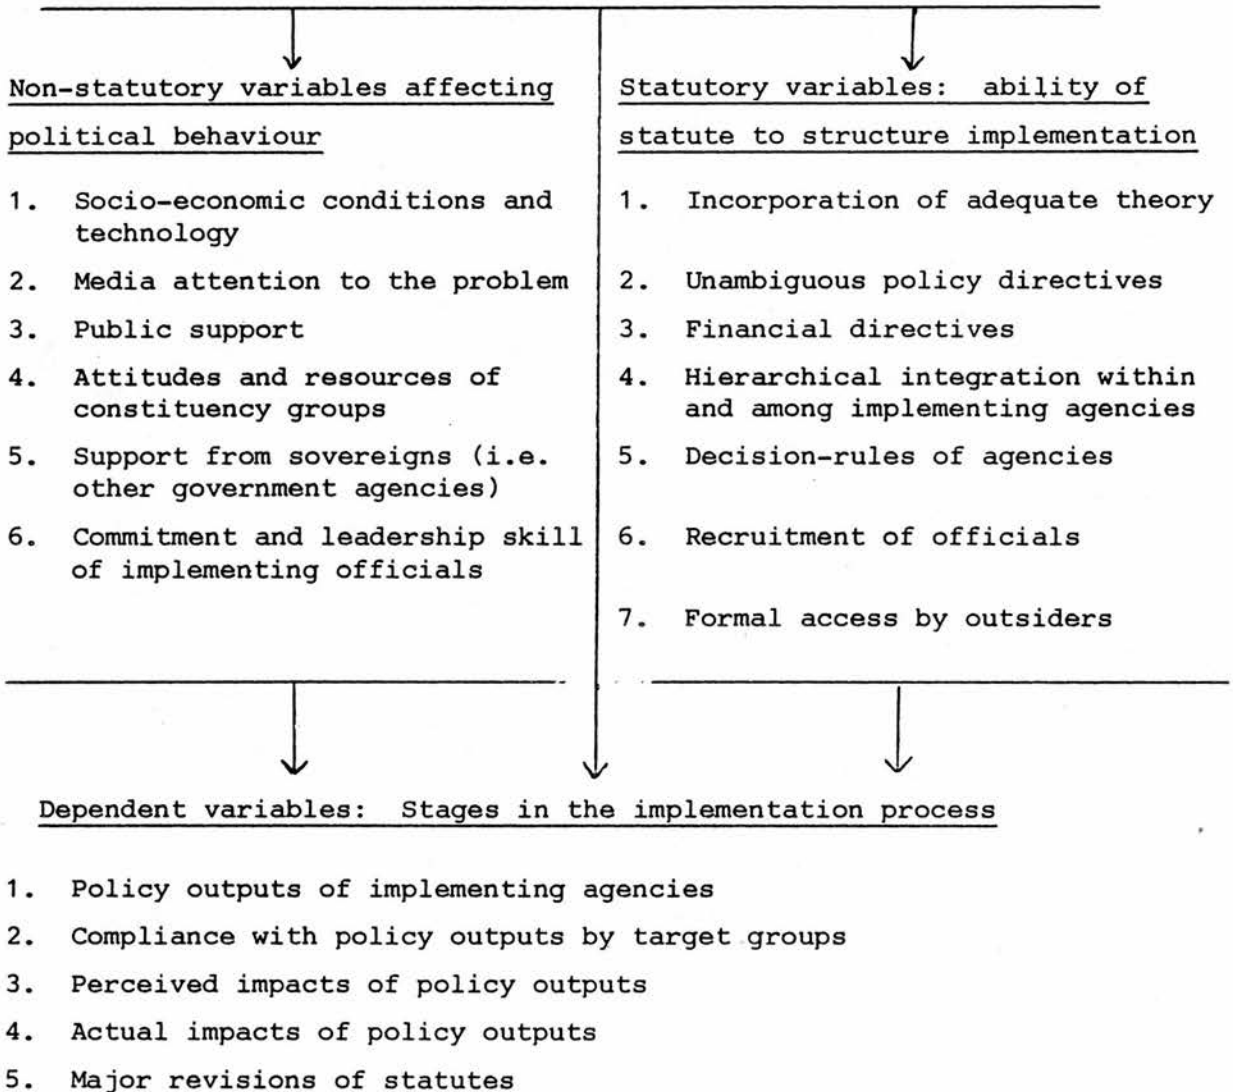 Non-statutory variables affecting
political behaviour
1. Socio-economic conditions and
technology
2. Media attention to the problem
3. Public support
4. Attitudes and resources of
constituency groups
5. Support from sovereigns (i.e.
other government agencies)
6. Commitment and leadership skill
of implementing officials
Statutory variables: ability of
statute to structure implementation
1. Incorporation of adequate theory
2. Unambiguous policy directives
3. Financial directives
4. Hierarchical integration within
and among implementing agencies
5. Decision-rules of agencies
6. Recruitment of officials
7. Formal access by outsiders
Dependent variables: Stages in the implementation process
1. Policy outputs of implementing agencies
2. Compliance with policy outputs by target groups
3. Perceived impacts of policy outputs
4. Actual impacts of policy outputs
5. Major revisions of statutes